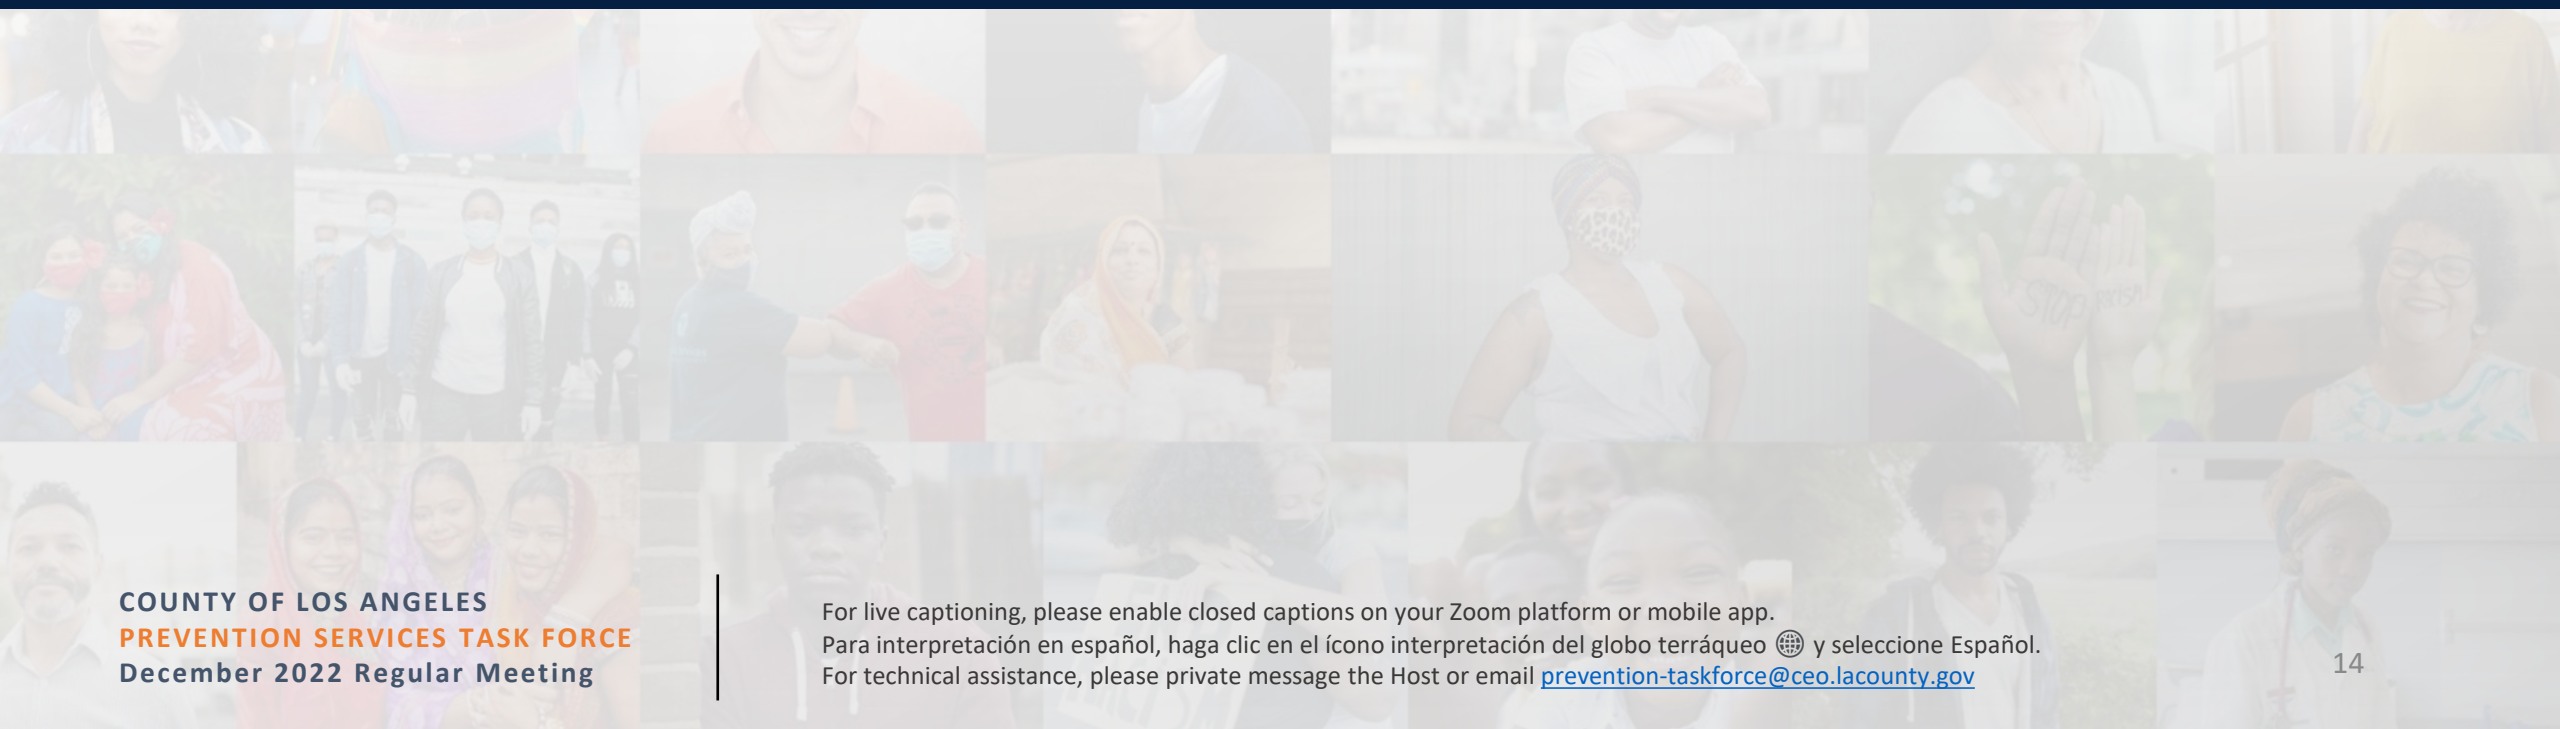 STOP RACISM
COUNTY OF LOS ANGELES
PREVENTION SERVICES TASK FORCE
December 2022 Regular Meeting
For live captioning, please enable closed captions on your Zoom platform or mobile app.
Para interpretación en español, haga clic en el ícono interpretación del globo terráqueo y seleccione Español.
For technical assistance, please private message the Host or email prevention-taskforce@ceo.lacounty.gov
14